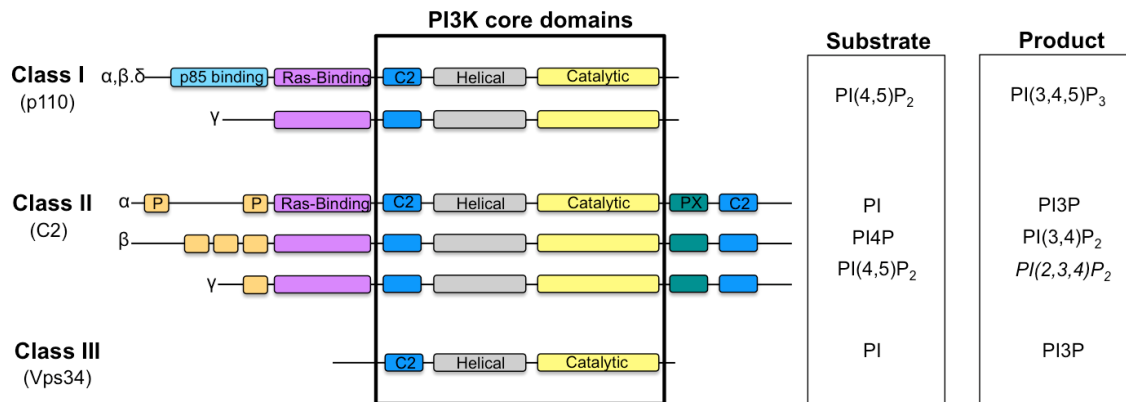 PI3K core domains
Substrate Product
Class I α,β.δ p85 binding Ras-Binding C2 Helical Catalytic
(p110)
PI(4,5)P₂ PI(3,4,5)P₃
γ
Class II α P P Ras-Binding C2 Helical Catalytic PX C2 PI PI3P
(C2)
β PI4P PI(3,4)P₂
γ PI(4,5)P₂ PI(2,3,4)P₂
Class III C2 Helical Catalytic PI PI3P
(Vps34)